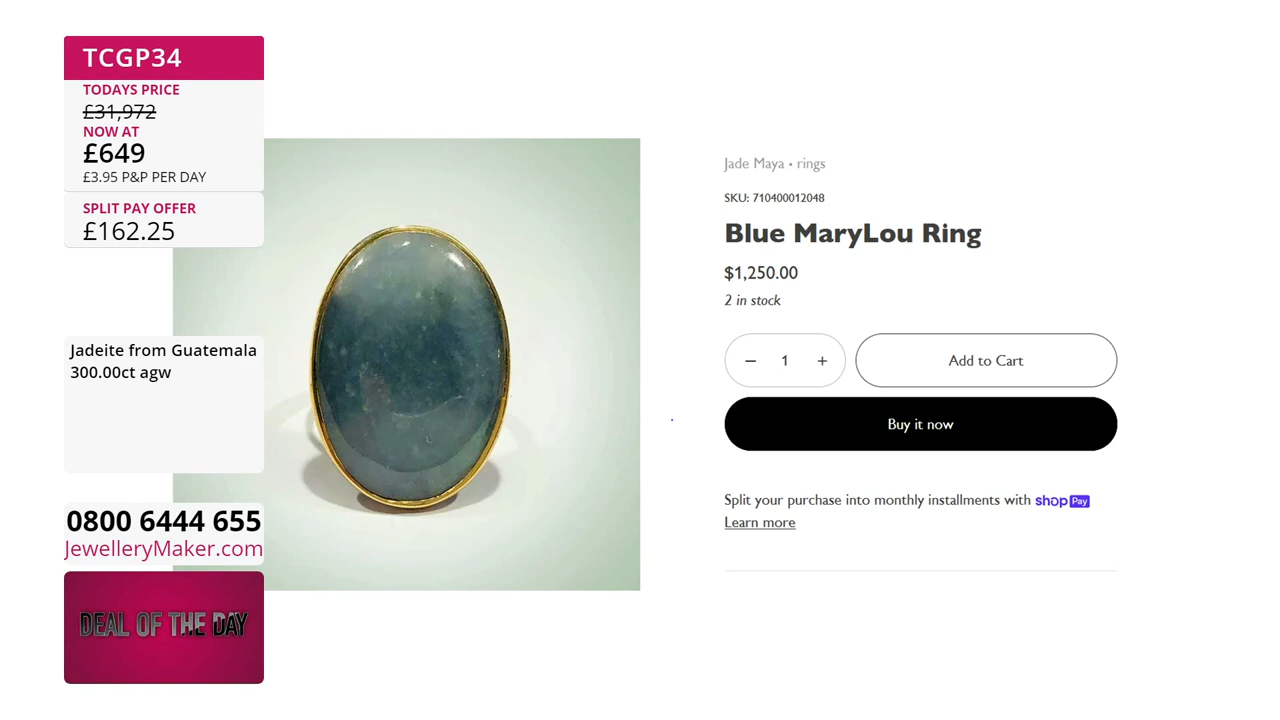 TCGP34
TODAYS PRICE
£31,972
NOW AT
£649
£3.95 P&P PER DAY
SPLIT PAY OFFER
£162.25
Jadeite from Guatemala
300.00ct agw
0800 6444 655
JewelleryMaker.com
DEAL OF THE DAY
Jade Maya • rings
SKU: 710400012048
Blue MaryLou Ring
$1,250.00
2 in stock
− 1 +
Add to Cart
Buy it now
Split your purchase into monthly installments with shop Pay
Learn more